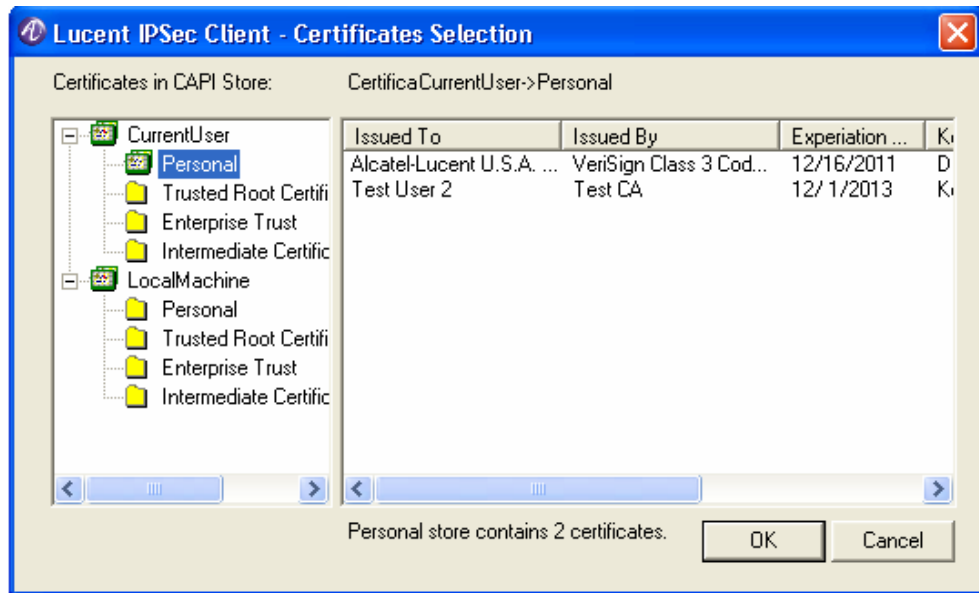 Lucent IPSec Client - Certificates Selection
Certificates in CAPI Store:
CertificaCurrentUser->Personal
CurrentUser
Personal
Trusted Root Certifi
Enterprise Trust
Intermediate Certific
LocalMachine
Personal
Trusted Root Certifi
Enterprise Trust
Intermediate Certific
Issued To Issued By Experiation ... K
Alcatel-Lucent U.S.A. ... VeriSign Class 3 Cod... 12/16/2011 D
Test User 2 Test CA 12/ 1/2013 K
Personal store contains 2 certificates.
OK Cancel